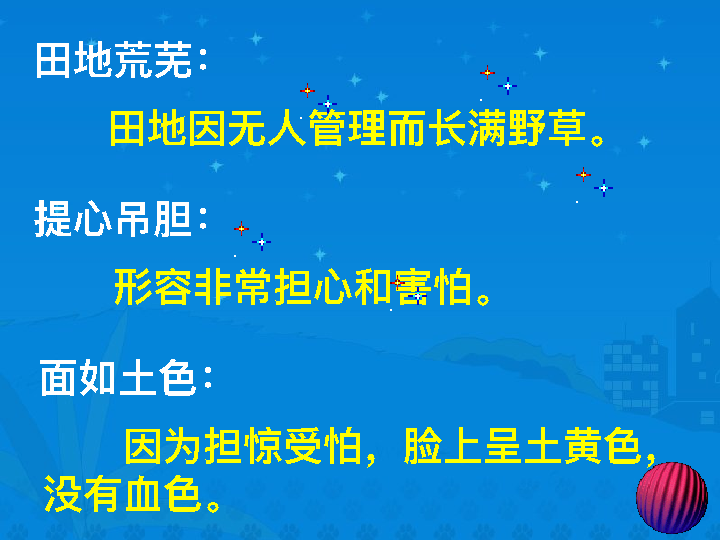 田地荒芜：
田地因无人管理而长满野草。
提心吊胆：
形容非常担心和害怕。
面如土色：
因为担惊受怕，脸上呈土黄色，
没有血色。